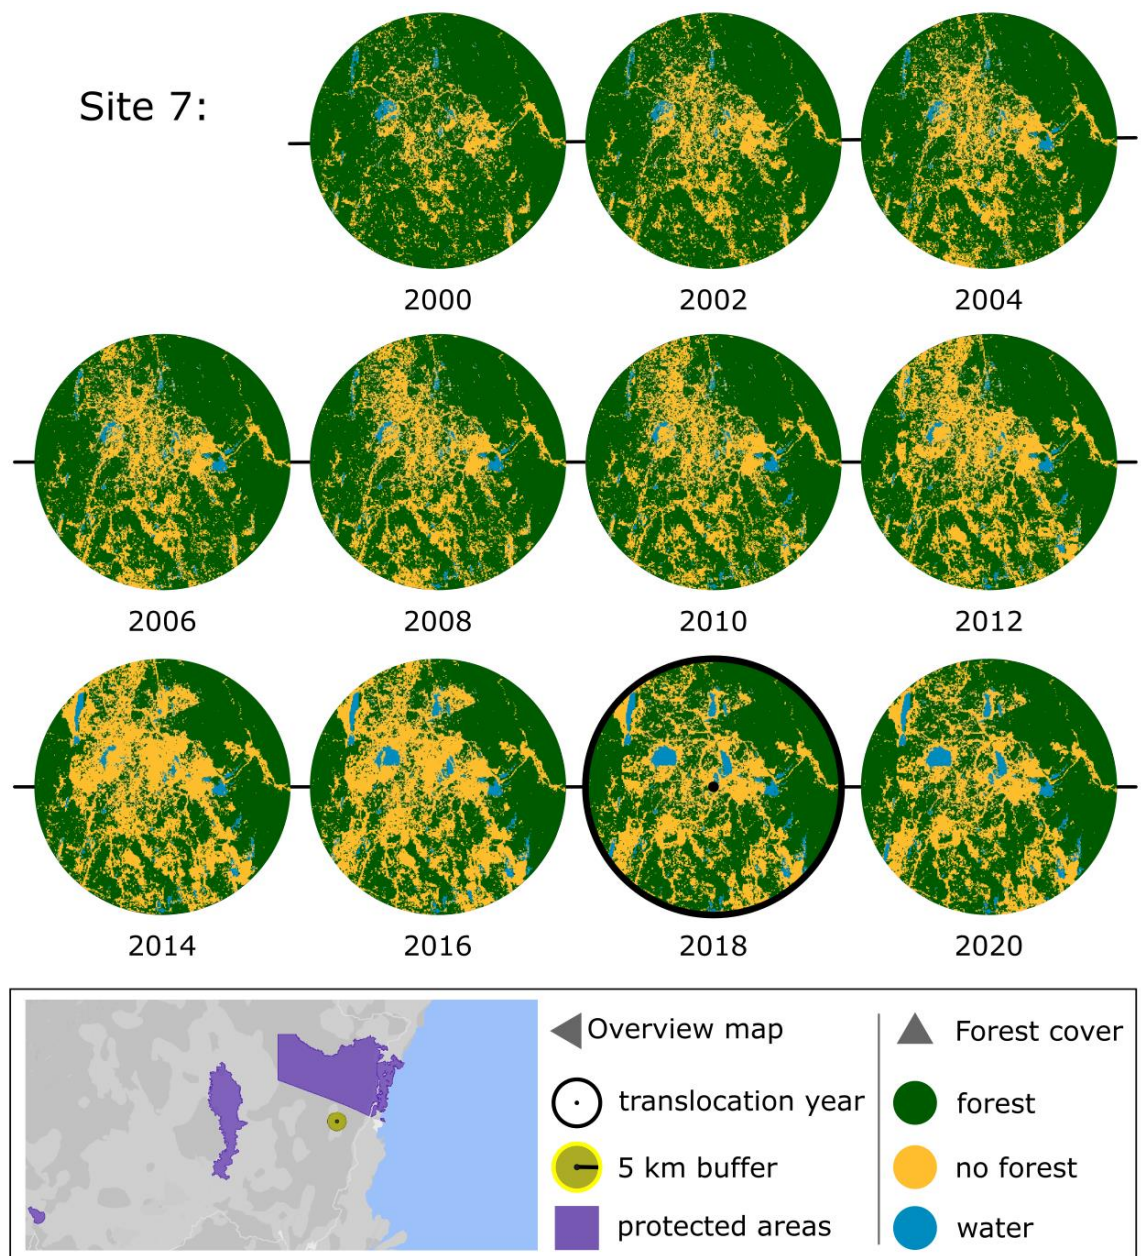 Site 7:
2000
2002
2004
2006
2008
2010
2012
2014
2016
2018
2020
Overview map
translocation year
5 km buffer
protected areas
Forest cover
forest
no forest
water